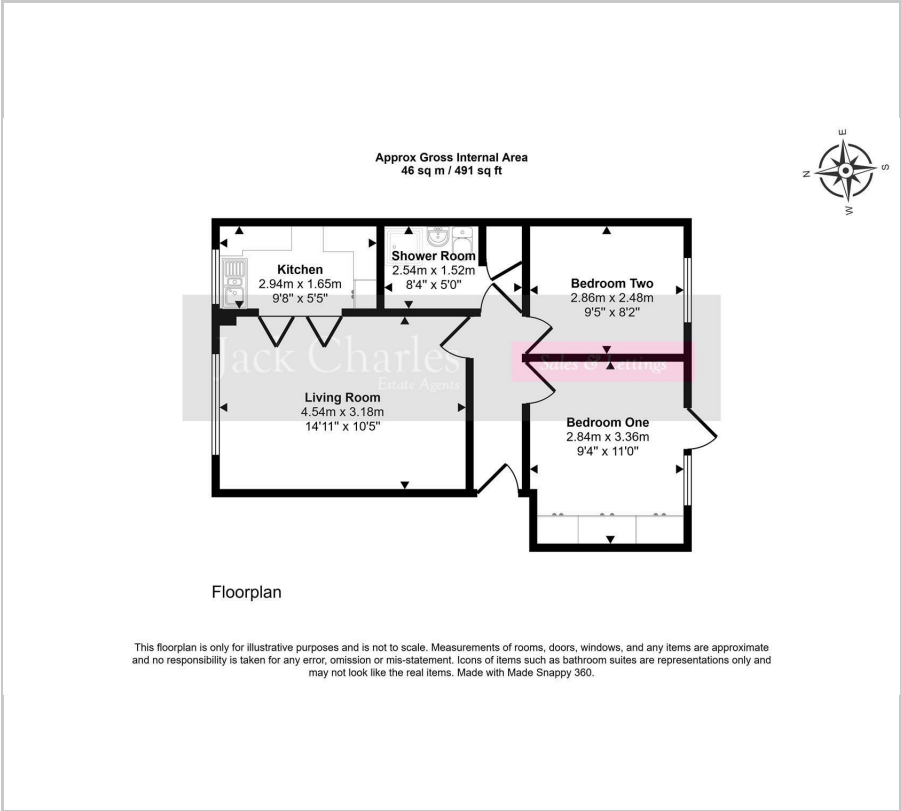 Approx Gross Internal Area
46 sq m / 491 sq ft
E
N
S
W
Kitchen
2.94m x 1.65m
9'8" x 5'5"
Shower Room
2.54m x 1.52m
8'4" x 5'0"
Bedroom Two
2.86m x 2.48m
9'5" x 8'2"
Jack Charles
Estate Agents
Sales & Lettings
Living Room
4.54m x 3.18m
14'11" x 10'5"
Bedroom One
2.84m x 3.36m
9'4" x 11'0"
Floorplan
This floorplan is only for illustrative purposes and is not to scale. Measurements of rooms, doors, windows, and any items are approximate
and no responsibility is taken for any error, omission or mis-statement. Icons of items such as bathroom suites are representations only and
may not look like the real items. Made with Made Snappy 360.